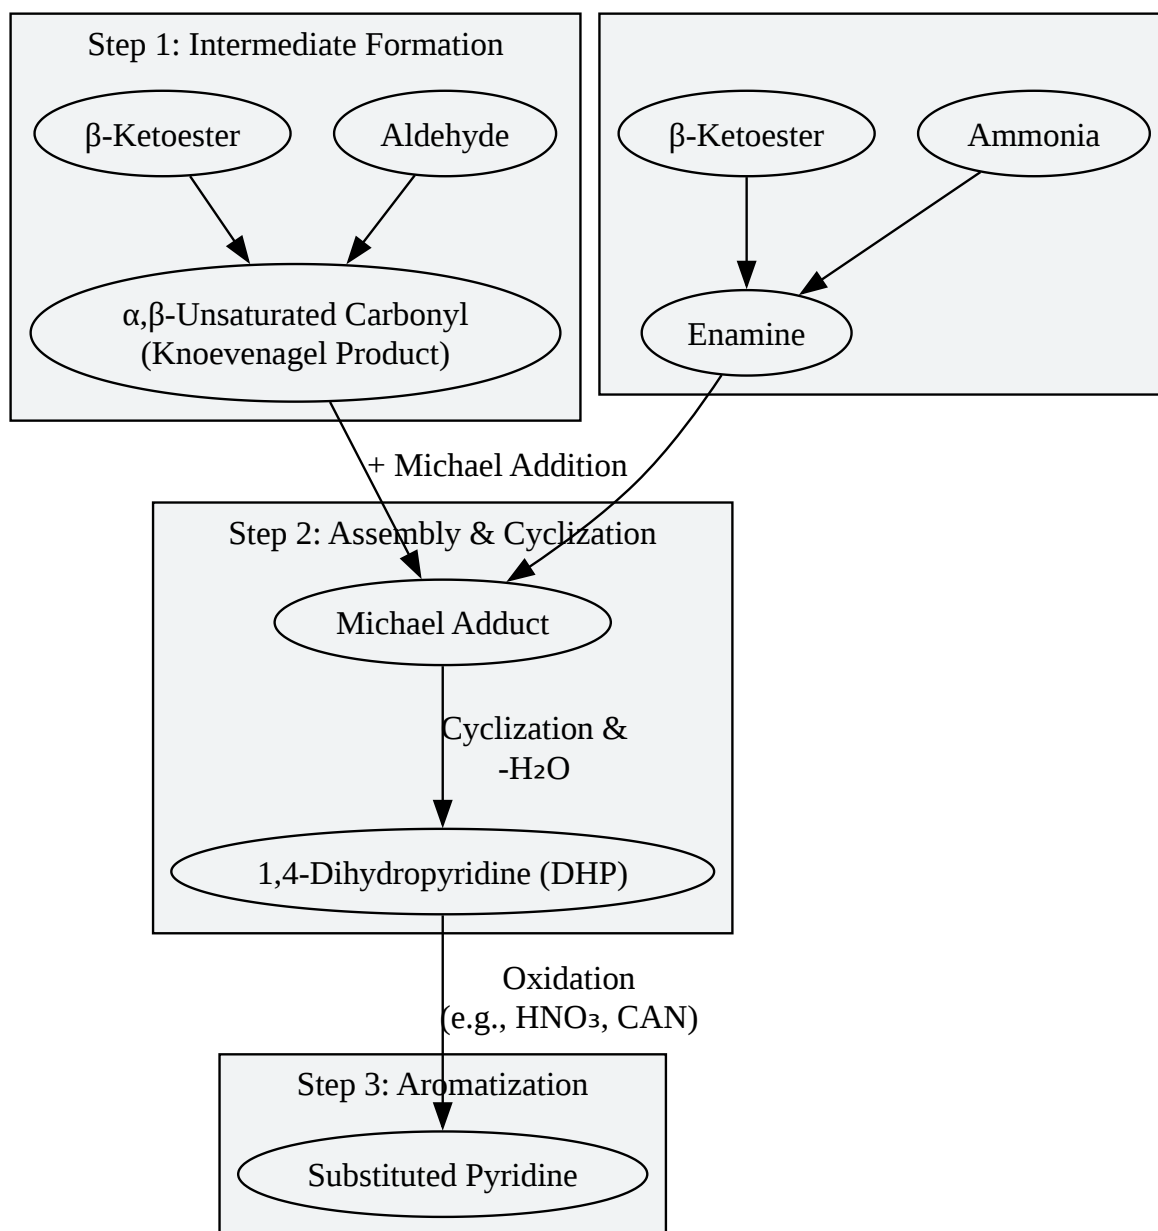 Step 1: Intermediate Formation
β-Ketoester
Aldehyde
β-Ketoester
Ammonia
α,β-Unsaturated Carbonyl
(Knoevenagel Product)
Enamine
+ Michael Addition
Step 2: Assembly & Cyclization
Michael Adduct
Cyclization &
-H₂O
1,4-Dihydropyridine (DHP)
Oxidation
(e.g., HNO₃, CAN)
Step 3: Aromatization
Substituted Pyridine